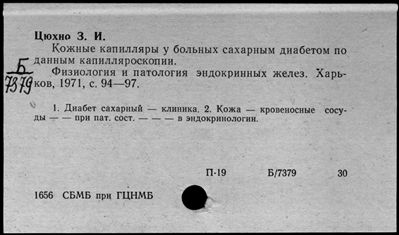 Цюхно З. И.
Кожные капилляры у больных сахарным диабетом по
данным капилляроскопии.
Б
7379
Физиология и патология эндокринных желез. Харь-
ков, 1971, с. 94—97.
1. Диабет сахарный — клиника. 2. Кожа — кровеносные сосу-
ды — — при пат. сост. — — — в эндокринологии.
П-19 Б/7379 30
1656 СБМБ при ГЦНМБ